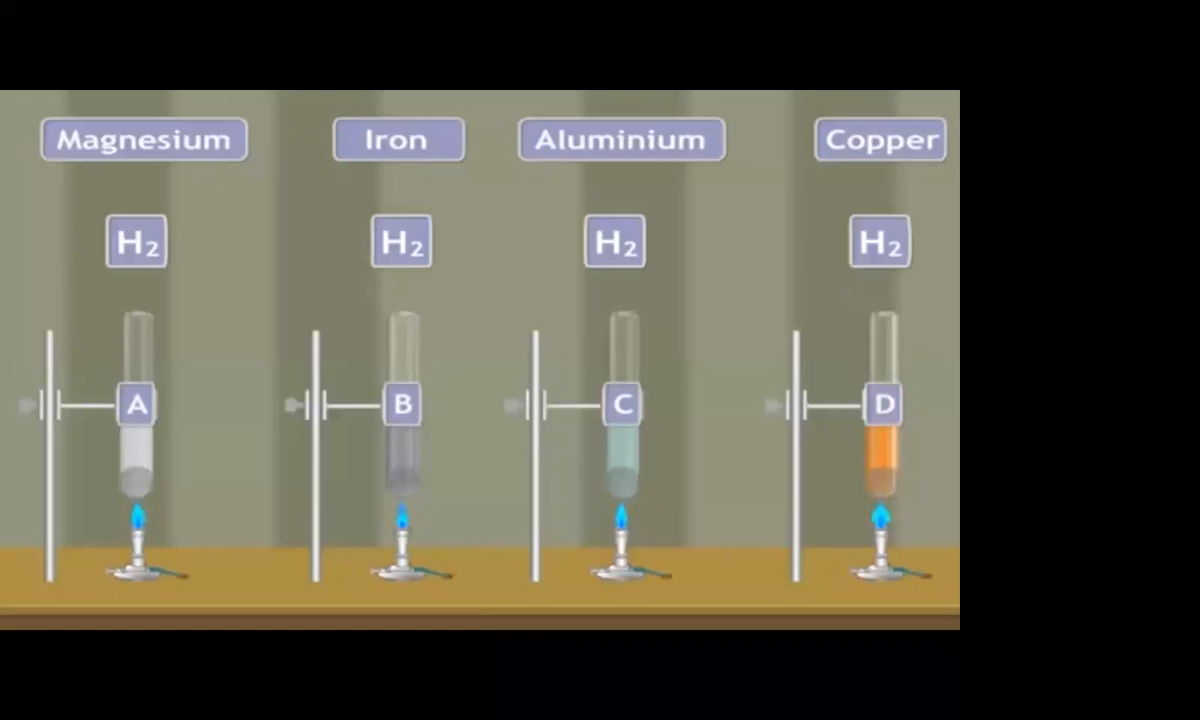 Magnesium Iron Aluminium Copper
H₂ H₂ H₂ H₂
A B C D